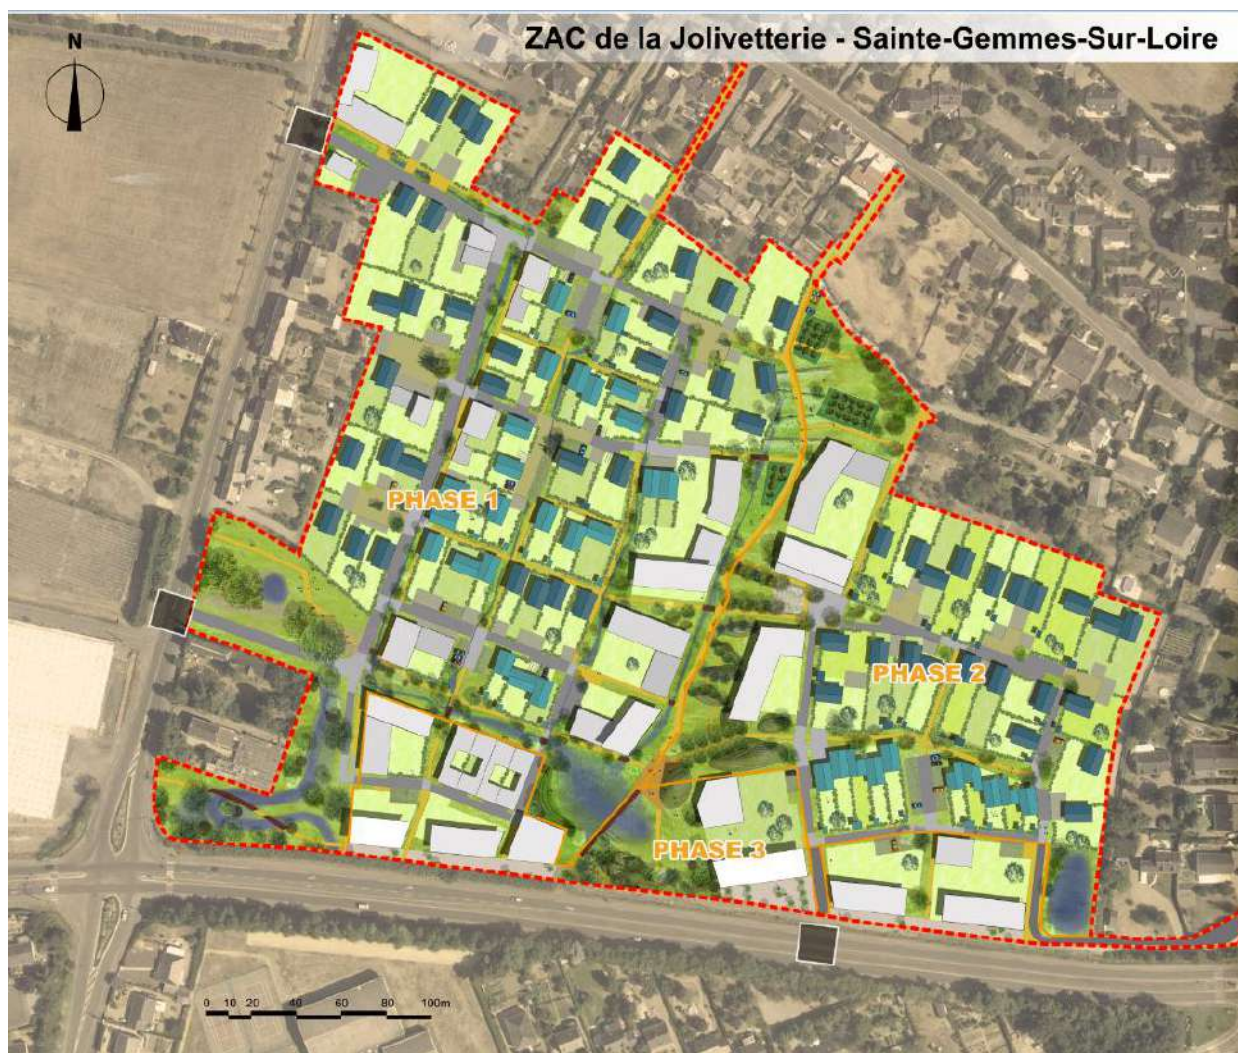 ZAC de la Jolivetterie - Sainte-Gemmes-Sur-Loire
N
PHASE 1
PHASE 2
PHASE 3
0 10 20 40 60 80 100m